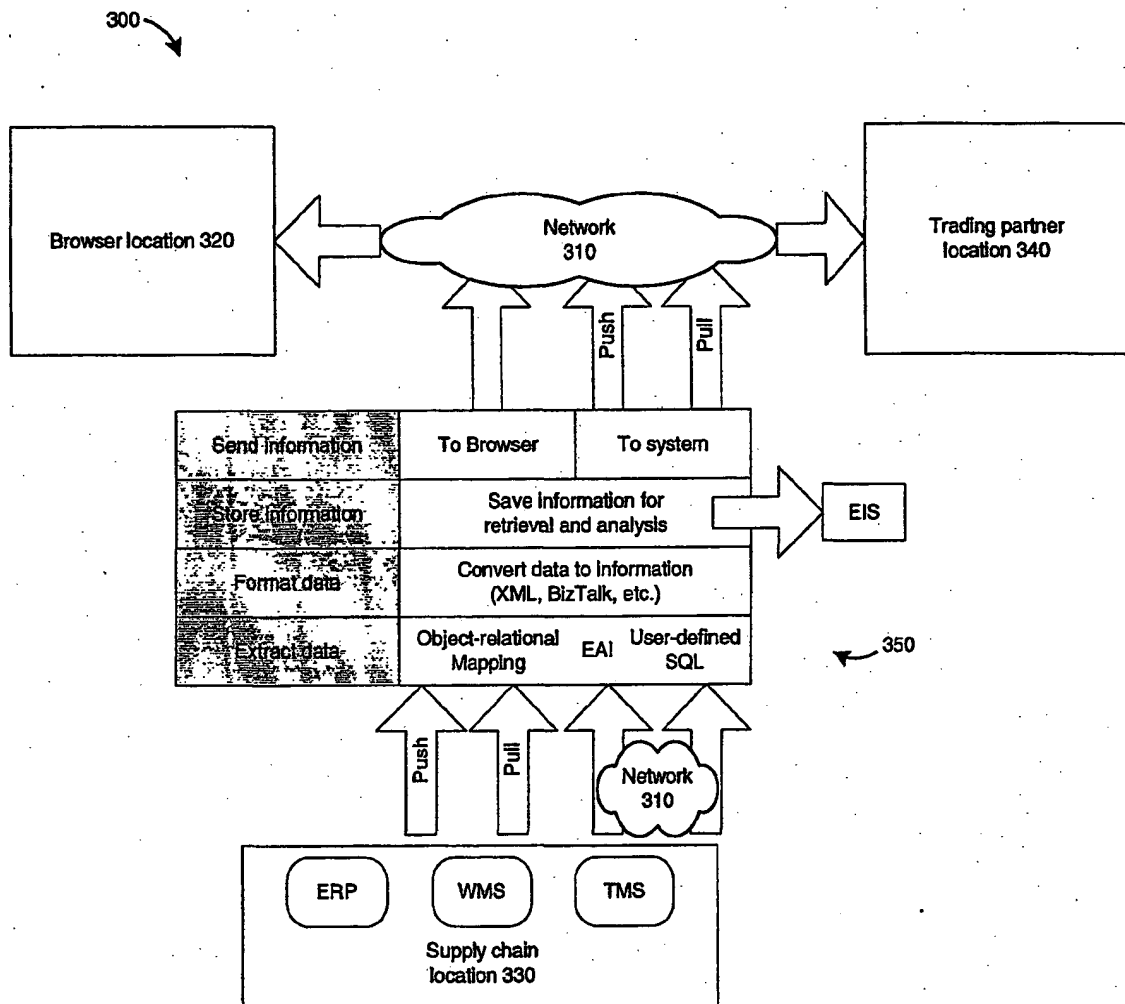 300
Browser location 320
Network
310
Trading partner
location 340
Push
Pull
Send information
To Browser
To system
Store information
Save information for
retrieval and analysis
EIS
Format data
Convert data to information
(XML, BizTalk, etc.)
Extract data
Object-relational
Mapping
EAI
User-defined
SQL
350
Push
Pull
Network
310
ERP
WMS
TMS
Supply chain
location 330